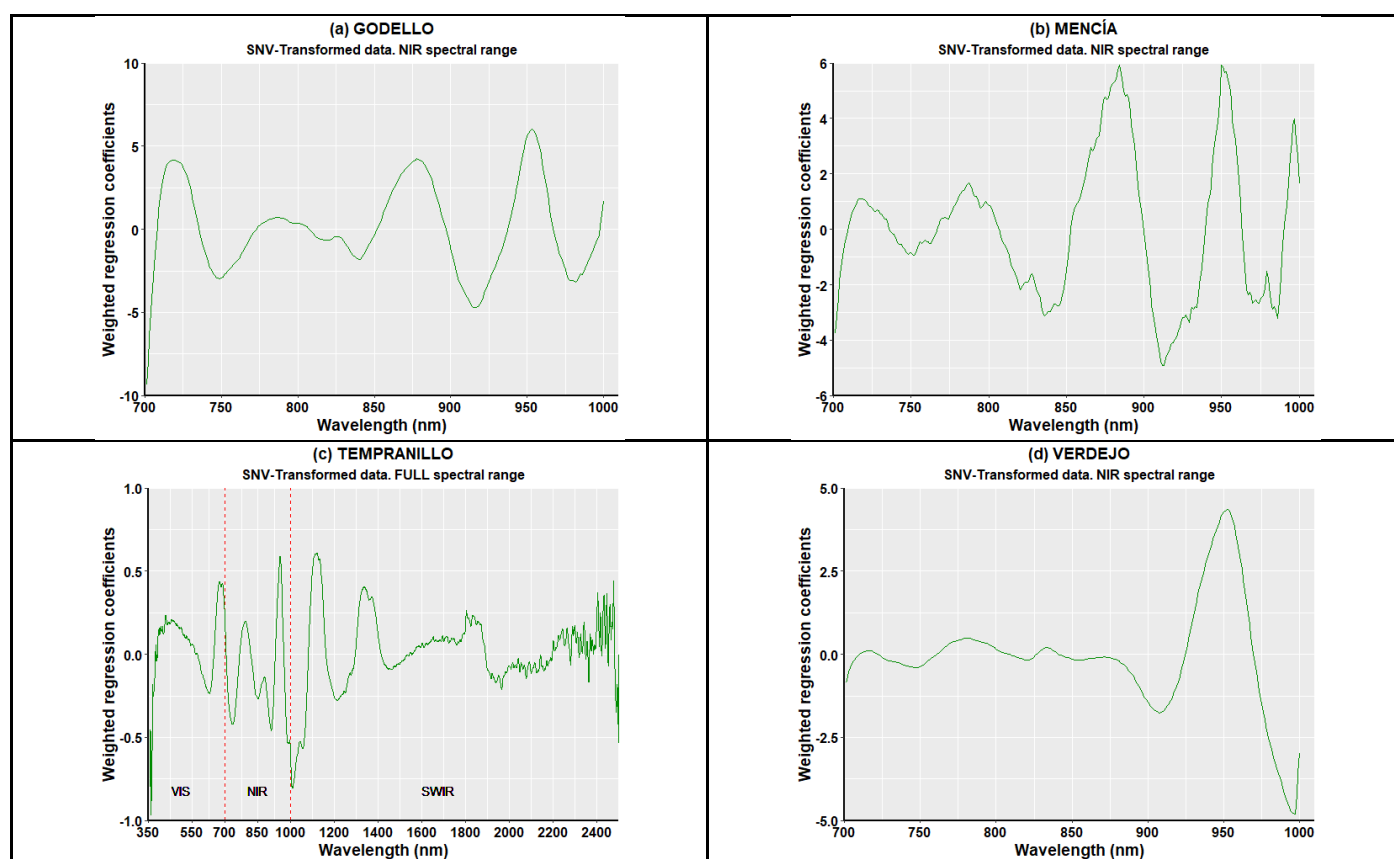 (a) GODELLO
SNV-Transformed data. NIR spectral range
Weighted regression coefficients
10
5
0
-5
-10
700 750 800 850 900 950 1000
Wavelength (nm)
(b) MENCÍA
SNV-Transformed data. NIR spectral range
Weighted regression coefficients
6
4
2
0
-2
-4
-6
700 750 800 850 900 950 1000
Wavelength (nm)
(c) TEMPRANILLO
SNV-Transformed data. FULL spectral range
Weighted regression coefficients
1.0
0.5
0.0
-0.5
-1.0
VIS NIR SWIR
350 550 700 850 1000 1200 1400 1600 1800 2000 2200 2400
Wavelength (nm)
(d) VERDEJO
SNV-Transformed data. NIR spectral range
Weighted regression coefficients
5.0
2.5
0.0
-2.5
-5.0
700 750 800 850 900 950 1000
Wavelength (nm)